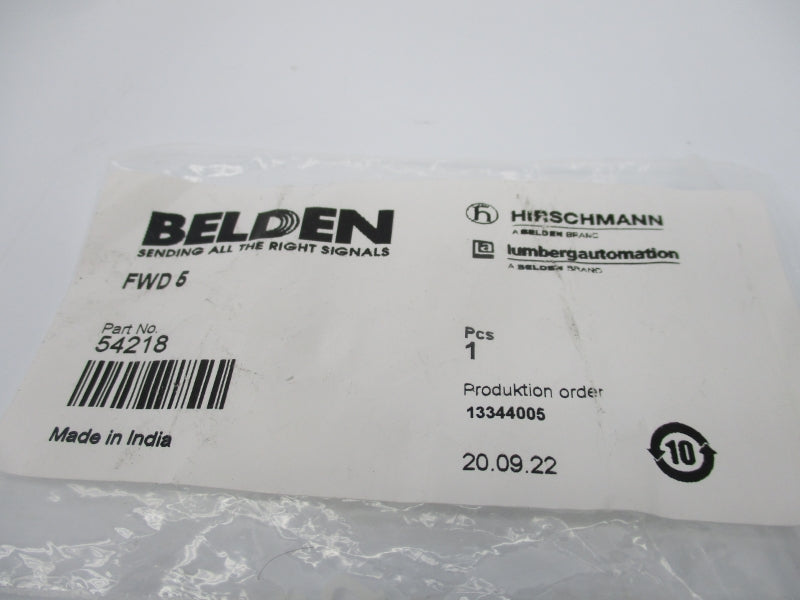 BELDEN
SENDING ALL THE RIGHT SIGNALS
FWD 5
Part No.
54218
Made in India
HIRSCHMANN
A BELDEN BRAND
lumbergautomation
A BELDEN BRAND
Pcs
1
Produktion order
13344005
20.09.22
10